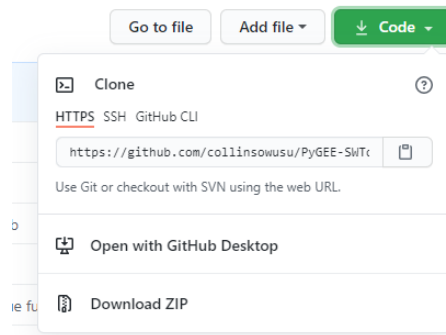 Go to file Add file Code
Clone
HTTPS SSH GitHub CLI
https://github.com/collinsowusu/PyGEE-SWTo
Use Git or checkout with SVN using the web URL.
Open with GitHub Desktop
Download ZIP